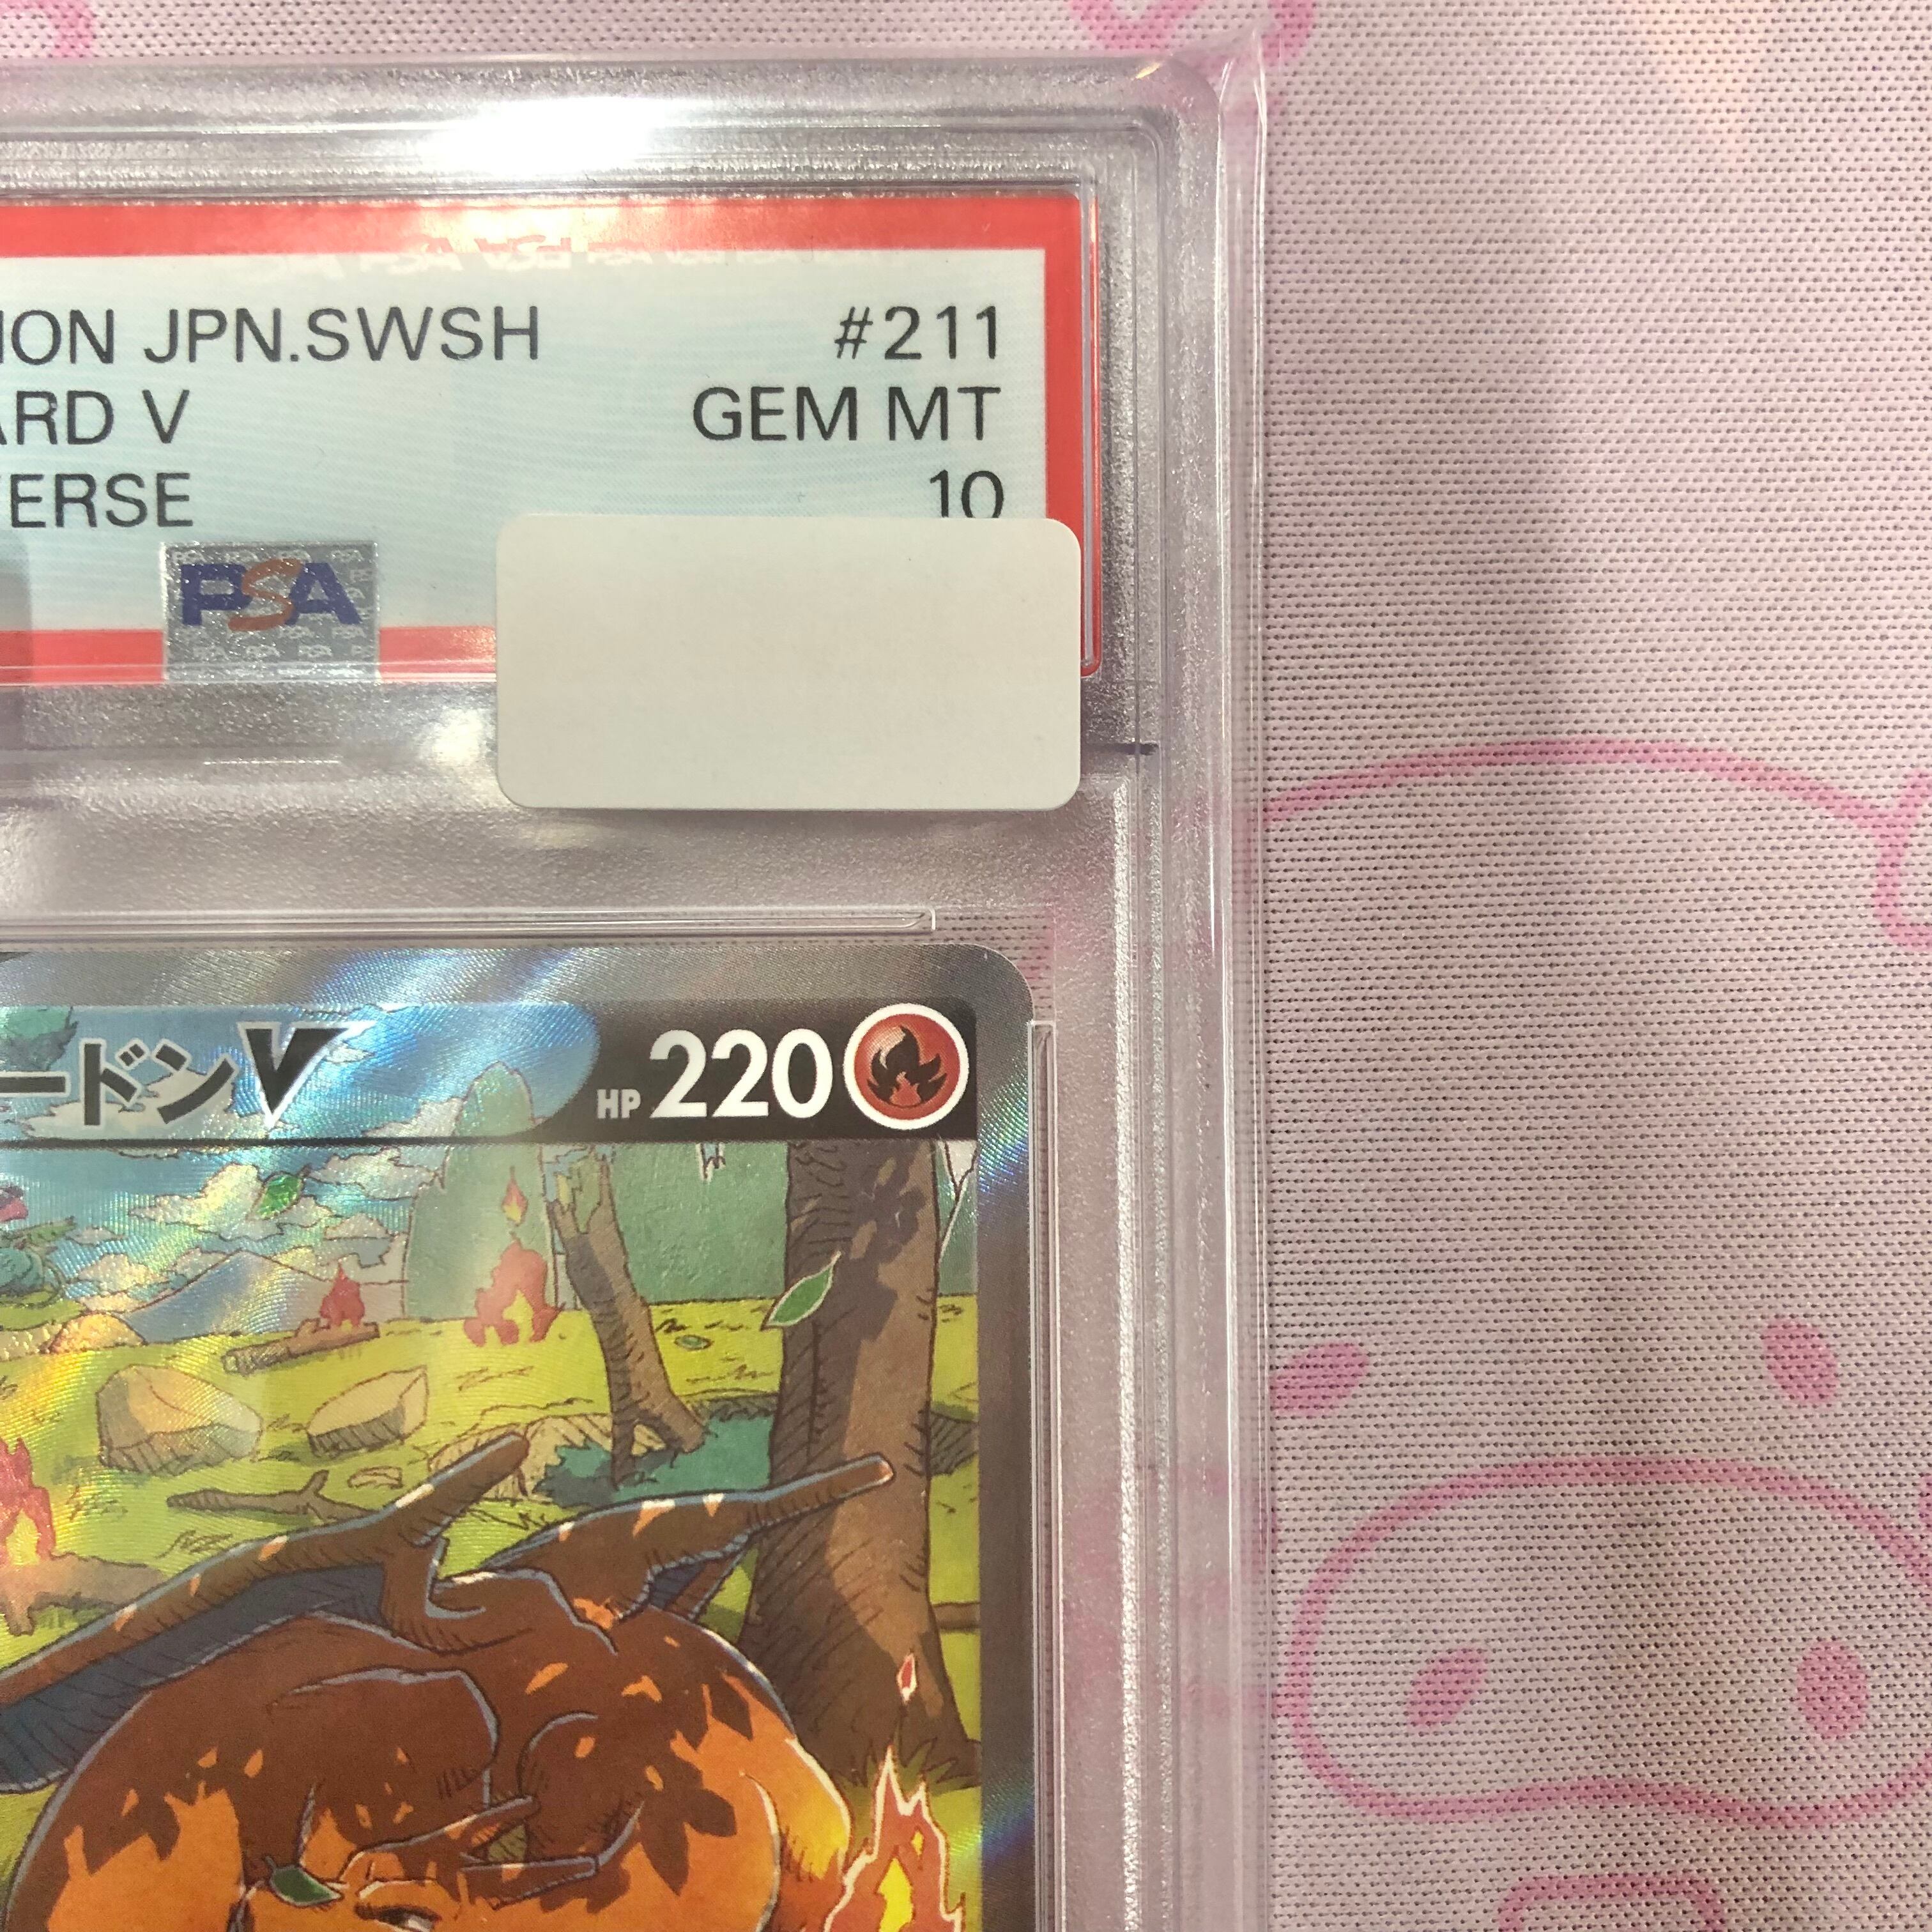 ION JPN.SWSH #211
ARD V GEM MT
ERSE 10
PSA
ードンV HP 220